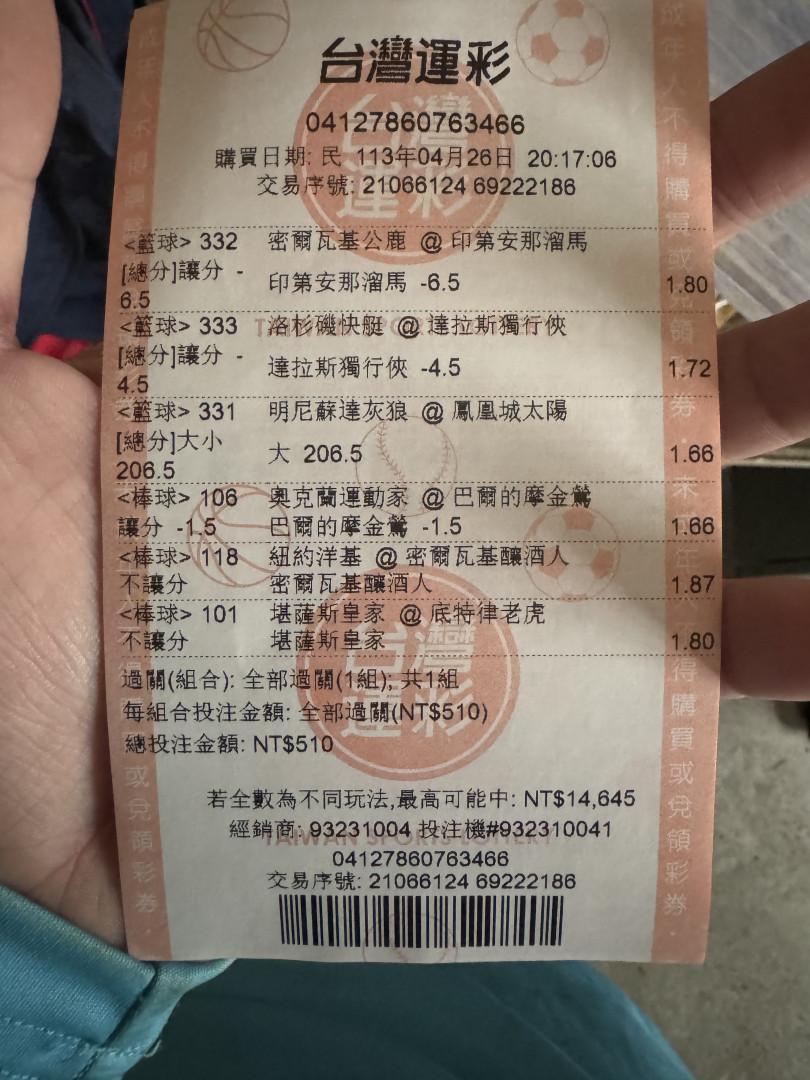 台灣運彩
04127860763466
購買日期: 民 113年04月26日 20:17:06
交易序號: 21066124 69222186
<籃球> 332 密爾瓦基公鹿 @ 印第安那溜馬
[總分]讓分 -
6.5
印第安那溜馬 -6.5 1.80
<籃球> 333 洛杉磯快艇 @ 達拉斯獨行俠
[總分]讓分 -
4.5
達拉斯獨行俠 -4.5 1.72
<籃球> 331 明尼蘇達灰狼 @ 鳳凰城太陽
[總分]大小
206.5
大 206.5 1.66
<棒球> 106 奧克蘭運動家 @ 巴爾的摩金鶯
讓分 -1.5 巴爾的摩金鶯 -1.5 1.66
<棒球> 118 紐約洋基 @ 密爾瓦基釀酒人
不讓分 密爾瓦基釀酒人 1.87
<棒球> 101 堪薩斯皇家 @ 底特律老虎
不讓分 堪薩斯皇家 1.80
過關(組合): 全部過關(1組); 共1組
每組合投注金額: 全部過關(NT$510)
總投注金額: NT$510
若全數為不同玩法,最高可能中: NT$14,645
經銷商: 93231004 投注機#932310041
TAIWAN SPORTS LOTTERY
04127860763466
交易序號: 21066124 69222186